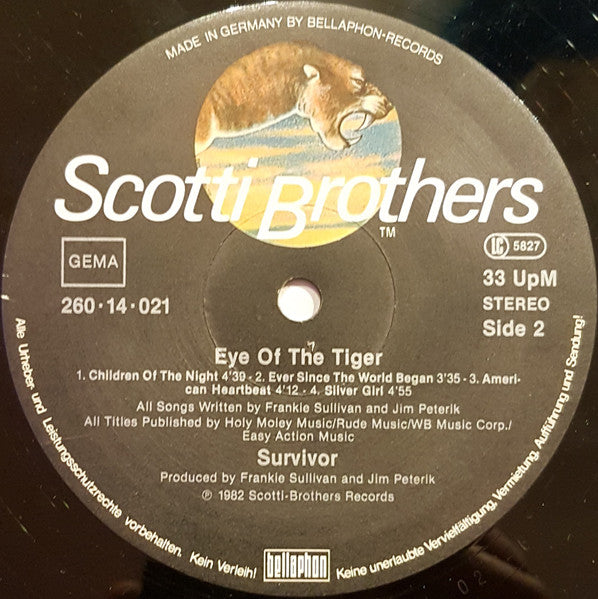 MADE IN GERMANY BY BELLAPHON-RECORDS
Scotti Brothers
TM
GEMA
LC 5827
260·14·021
33 UpM
STEREO
Side 2
Eye Of The Tiger
1. Children Of The Night 4'39 - 2. Ever Since The World Began 3'35 - 3. Ameri-
can Heartbeat 4'12 - 4. Silver Girl 4'55
All Songs Written by Frankie Sullivan and Jim Peterik
All Titles Published by Holy Moley Music/Rude Music/WB Music Corp./
Easy Action Music
Survivor
Produced by Frankie Sullivan and Jim Peterik
℗ 1982 Scotti-Brothers Records
Alle Urheber und Leistungsschutzrechte vorbehalten. Kein Verleih! Keine unerlaubte Vervielfältigung, Vermietung, Aufführung und Sendung!
bellaphon